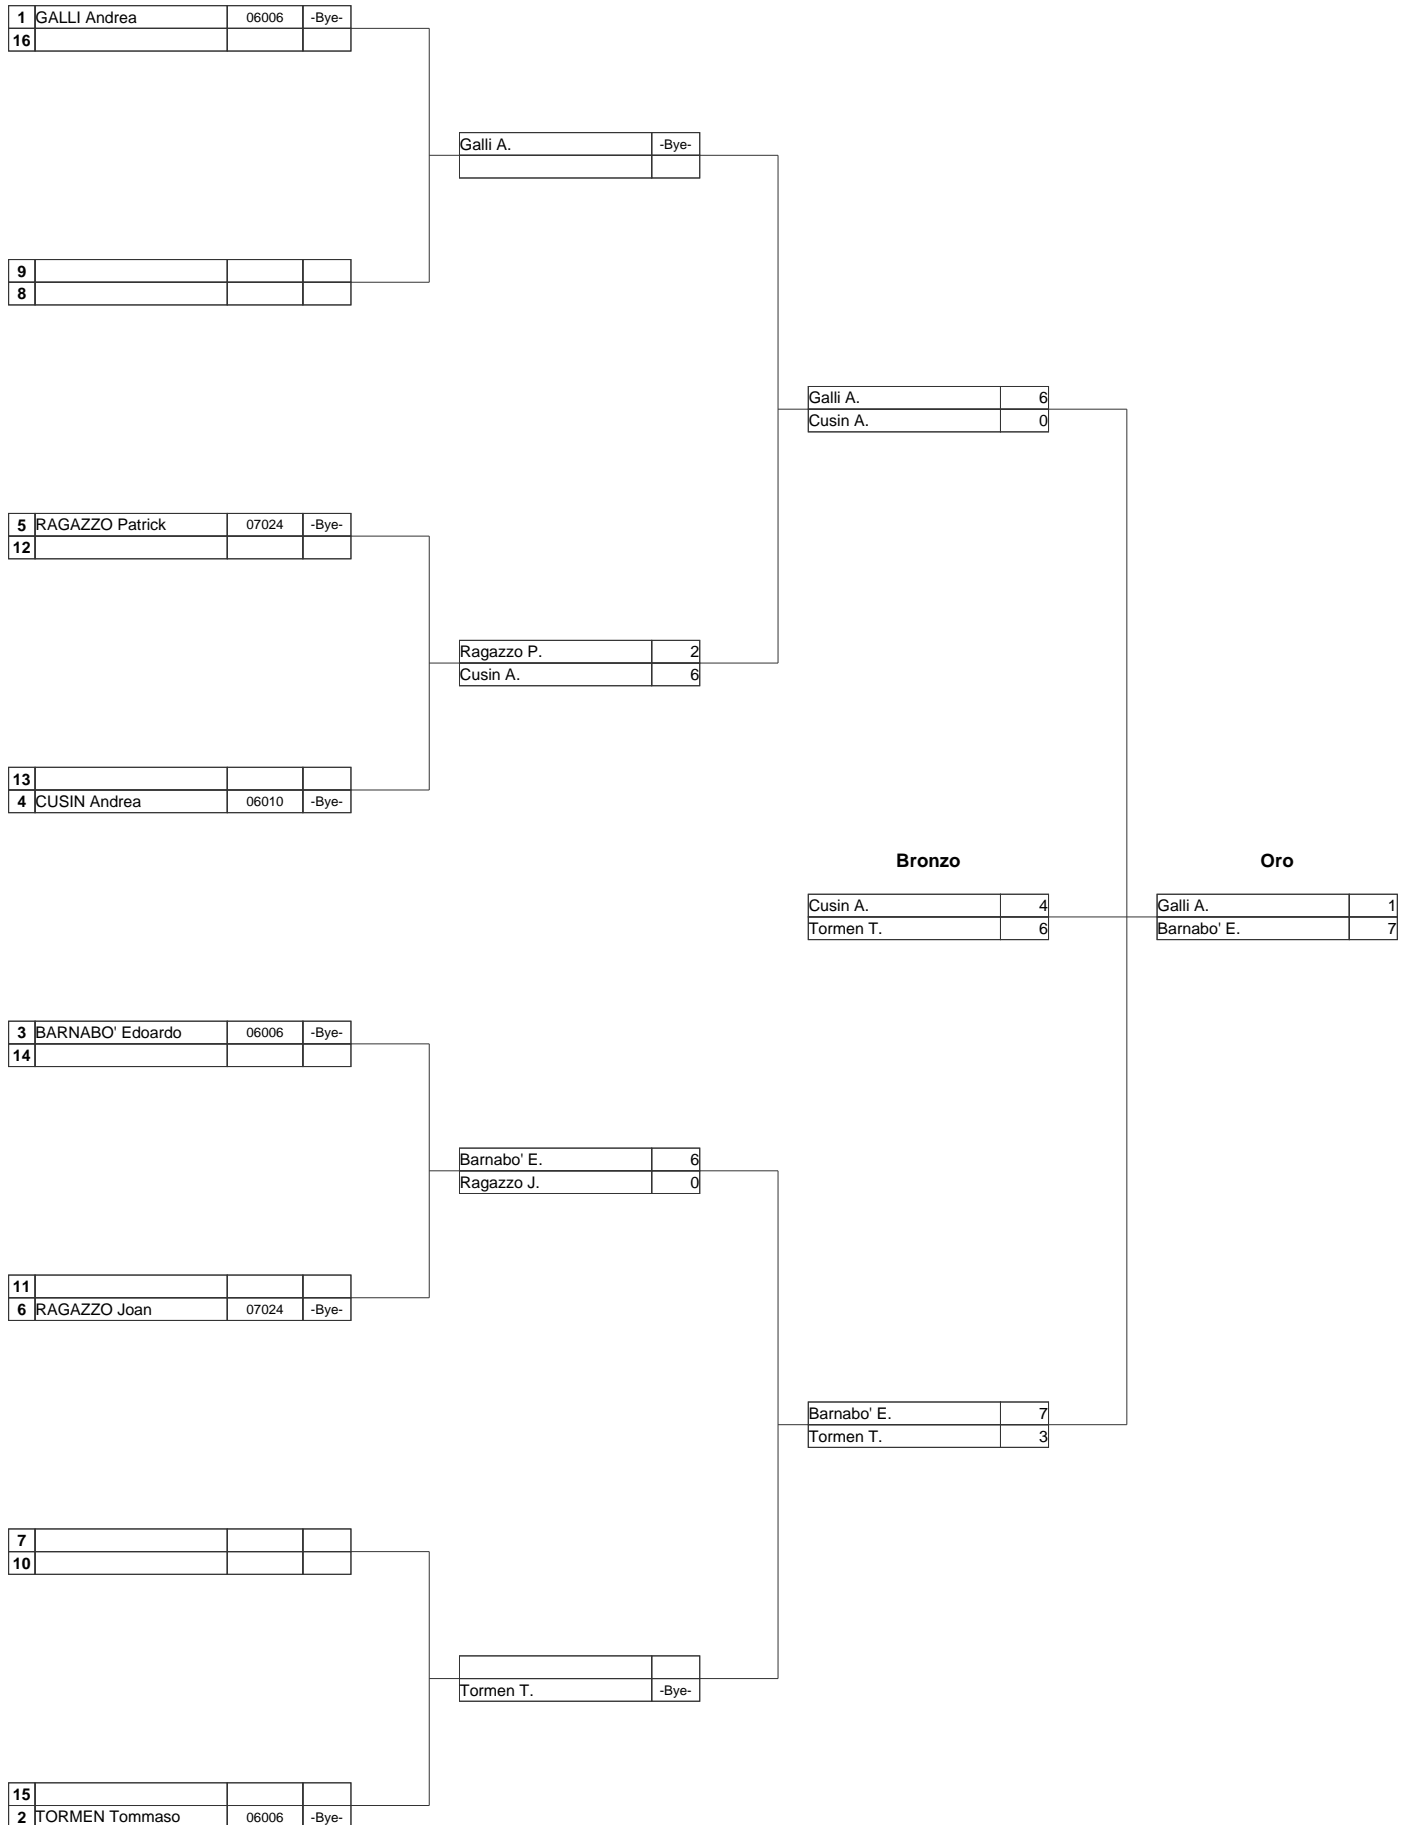 1 GALLI Andrea 06006 -Bye-
16
Galli A. -Bye-
9
8
Galli A. 6
Cusin A. 0
5 RAGAZZO Patrick 07024 -Bye-
12
Ragazzo P. 2
Cusin A. 6
13
4 CUSIN Andrea 06010 -Bye-
Bronzo Oro
Cusin A. 4 Galli A. 1
Tormen T. 6 Barnabo' E. 7
3 BARNABO' Edoardo 06006 -Bye-
14
Barnabo' E. 6
Ragazzo J. 0
11
6 RAGAZZO Joan 07024 -Bye-
Barnabo' E. 7
Tormen T. 3
7
10
Tormen T. -Bye-
15
2 TORMEN Tommaso 06006 -Bye-